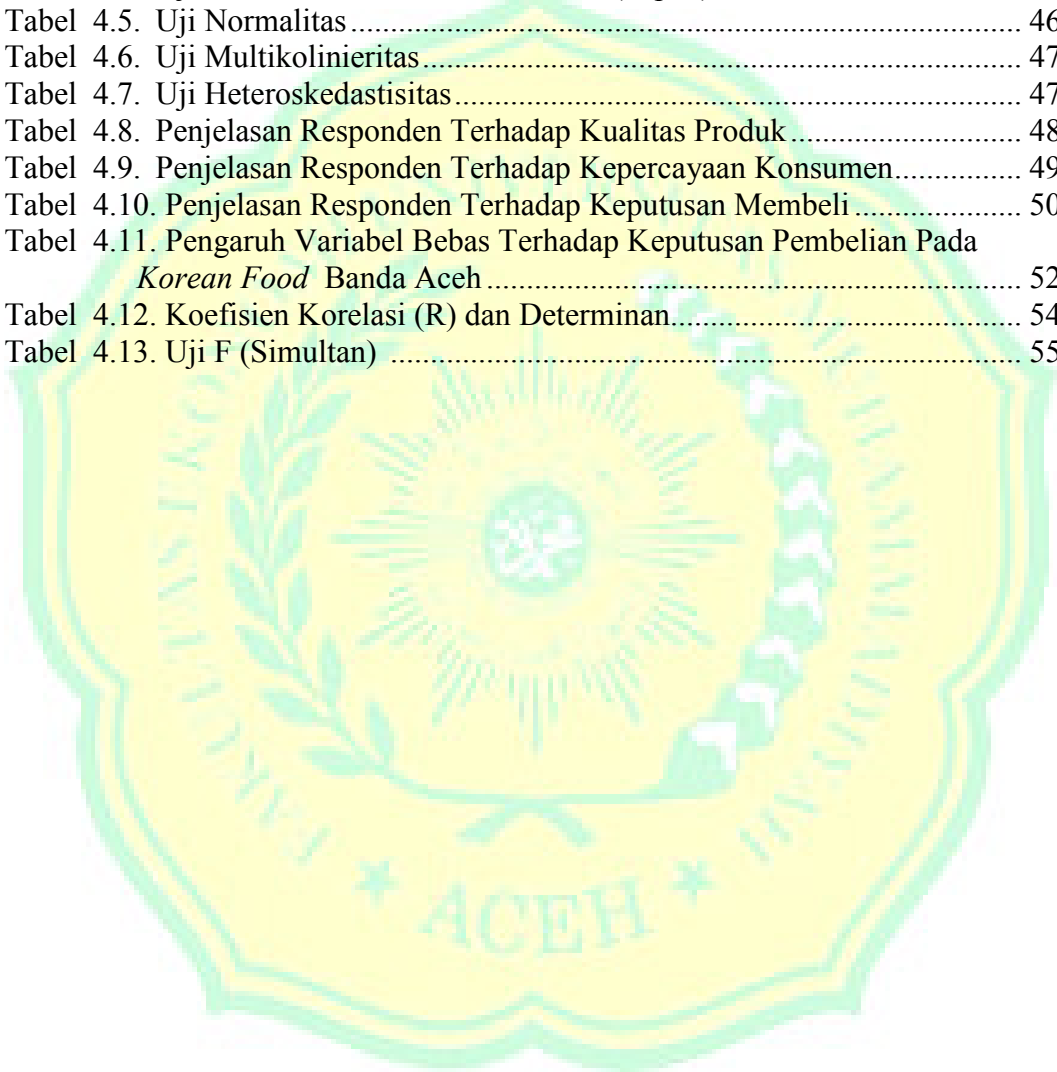 Tabel 4.5. Uji Normalitas ........ 46
Tabel 4.6. Uji Multikolinieritas ........ 47
Tabel 4.7. Uji Heteroskedastisitas ........ 47
Tabel 4.8. Penjelasan Responden Terhadap Kualitas Produk ........ 48
Tabel 4.9. Penjelasan Responden Terhadap Kepercayaan Konsumen ........ 49
Tabel 4.10. Penjelasan Responden Terhadap Keputusan Membeli ........ 50
Tabel 4.11. Pengaruh Variabel Bebas Terhadap Keputusan Pembelian Pada
Korean Food Banda Aceh ........ 52
Tabel 4.12. Koefisien Korelasi (R) dan Determinan ........ 54
Tabel 4.13. Uji F (Simultan) ........ 55
FAKULTAS
ACEH